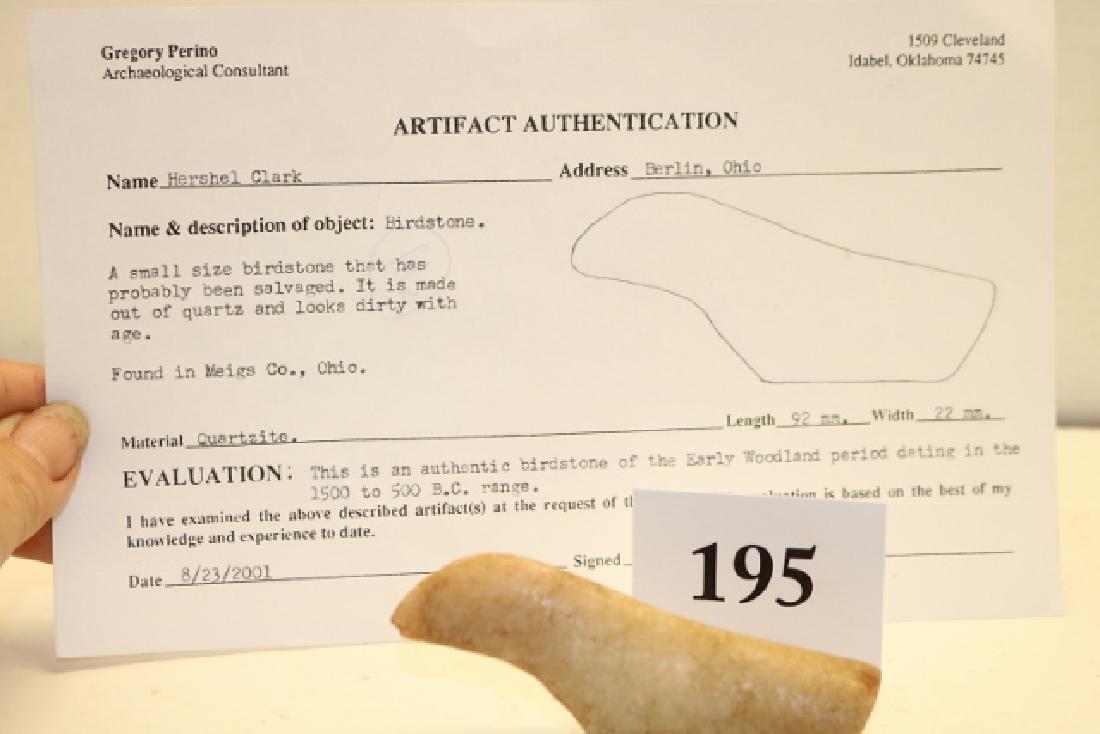 Gregory Perino
Archaeological Consultant
1509 Cleveland
Idabel, Oklahoma 74745
ARTIFACT AUTHENTICATION
Name Hershel Clark Address Berlin, Ohio
Name & description of object: Birdstone.
A small size birdstone that has
probably been salvaged. It is made
out of quartz and looks dirty with
age.
Found in Meigs Co., Ohio.
Material Quartzite. Length 92 mm. Width 22 mm.
EVALUATION: This is an authentic birdstone of the Early Woodland period dating in the
1500 to 500 B.C. range.
I have examined the above described artifact(s) at the request of is based on the best of my
knowledge and experience to date.
Date 8/23/2001 Signed
195